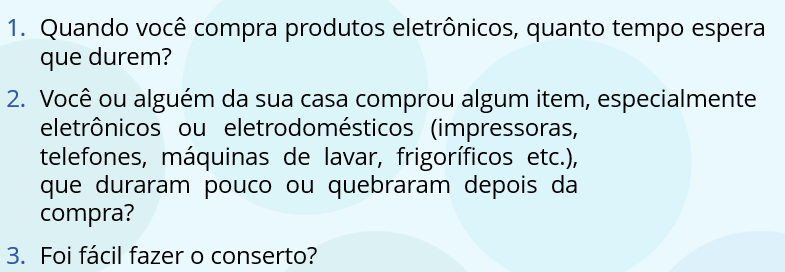 1. Quando você compra produtos eletrônicos, quanto tempo espera
que durem?
2. Você ou alguém da sua casa comprou algum item, especialmente
eletrônicos ou eletrodomésticos (impressoras,
telefones, máquinas de lavar, frigoríficos etc.),
que duraram pouco ou quebraram depois da
compra?
3. Foi fácil fazer o conserto?